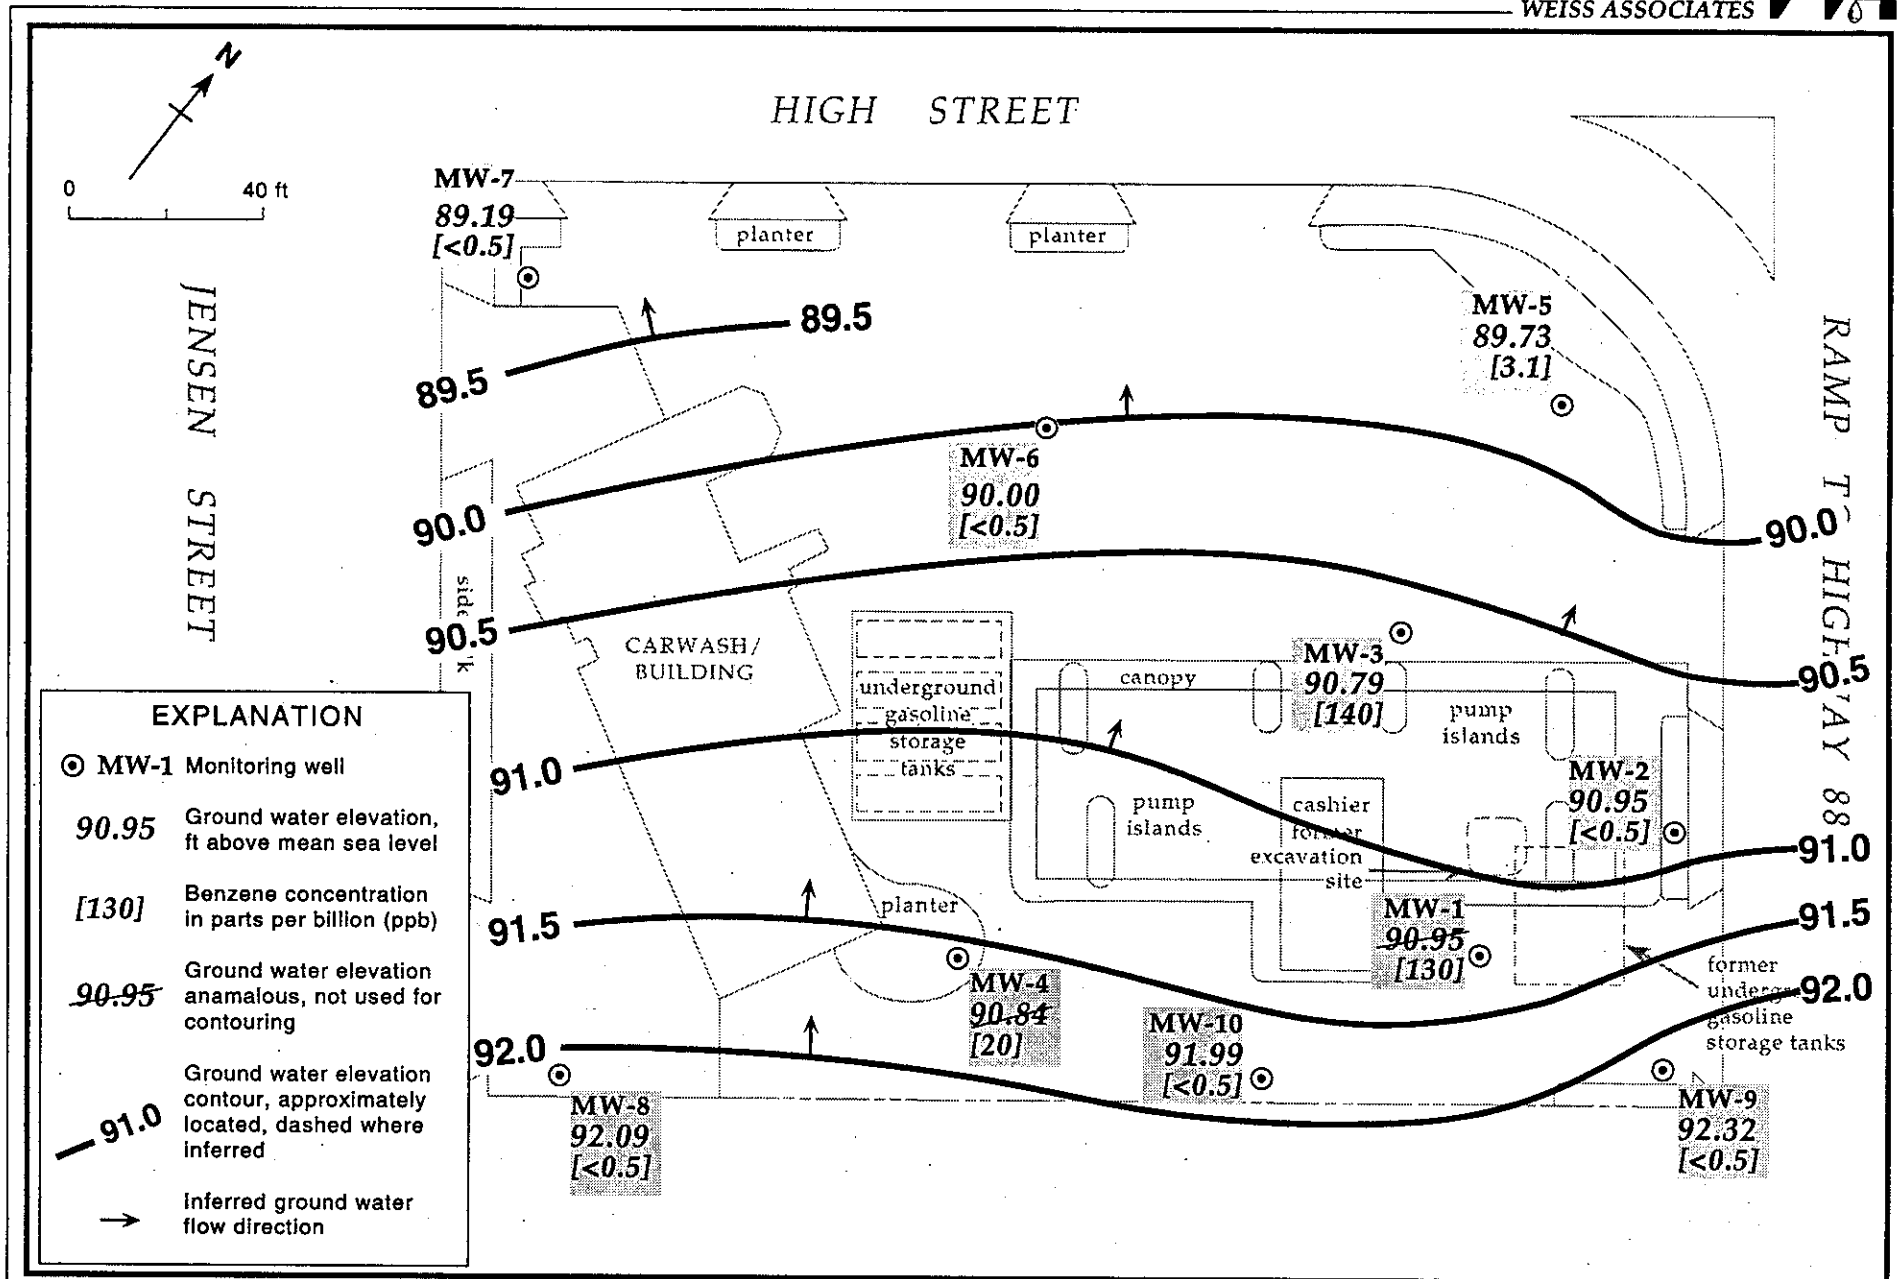 WEISS ASSOCIATES
N
0 40 ft
HIGH STREET
JENSEN STREET
RAMP TO HIGHWAY 88
MW-7
89.19
[<0.5]
planter
planter
MW-5
89.73
[3.1]
89.5
89.5
MW-6
90.00
[<0.5]
90.0
90.0
sidewalk
90.5
90.5
CARWASH/
BUILDING
underground
gasoline
storage
tanks
canopy
MW-3
90.79
[140]
pump
islands
MW-2
90.95
[<0.5]
pump
islands
cashier
former
excavation
site
91.0
91.0
MW-1
90.95
[130]
planter
91.5
91.5
MW-4
90.84
[20]
former
undergr
gasoline
storage tanks
92.0
92.0
MW-10
91.99
[<0.5]
MW-8
92.09
[<0.5]
MW-9
92.32
[<0.5]
EXPLANATION
MW-1 Monitoring well
90.95 Ground water elevation,
ft above mean sea level
[130] Benzene concentration
in parts per billion (ppb)
90.95 Ground water elevation
anamalous, not used for
contouring
91.0 Ground water elevation
contour, approximately
located, dashed where
inferred
Inferred ground water
flow direction